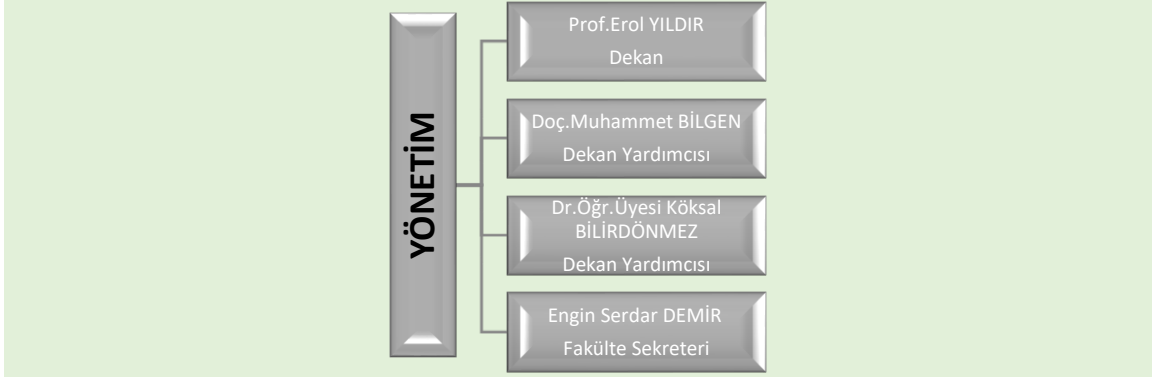 YÖNETİM
Prof.Erol YILDIR
Dekan
Doç.Muhammet BİLGEN
Dekan Yardımcısı
Dr.Öğr.Üyesi Köksal
BİLİRDÖNMEZ
Dekan Yardımcısı
Engin Serdar DEMİR
Fakülte Sekreteri